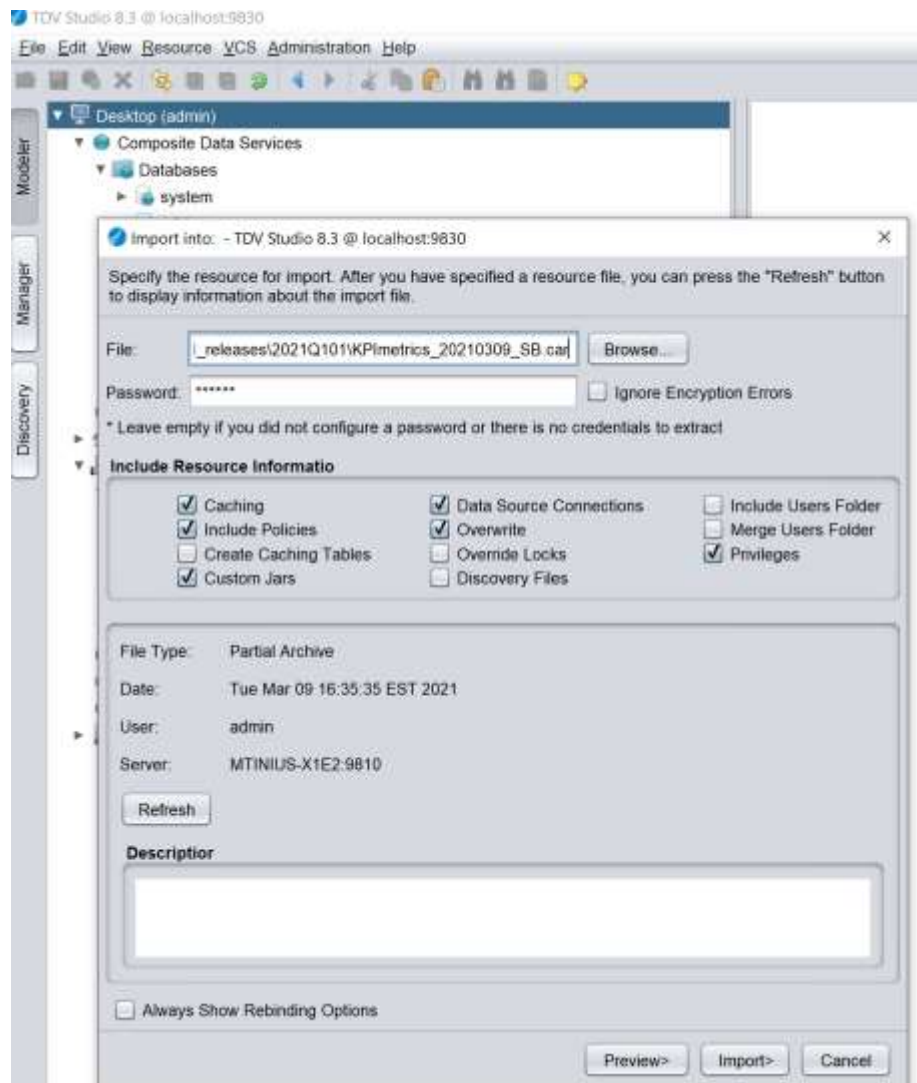 TDV Studio 8.3 @ localhost:9830
File Edit View Resource VCS Administration Help
Modeler
Manager
Discovery
Desktop (admin)
Composite Data Services
Databases
system
Import into: - TDV Studio 8.3 @ localhost:9830
Specify the resource for import. After you have specified a resource file, you can press the "Refresh" button
to display information about the import file.
File: _releases\2021Q101\KPImetrics_20210309_SB.car Browse...
Password: ****** Ignore Encryption Errors
* Leave empty if you did not configure a password or there is no credentials to extract
Include Resource Informatio
Caching Data Source Connections Include Users Folder
Include Policies Overwrite Merge Users Folder
Create Caching Tables Override Locks Privileges
Custom Jars Discovery Files
File Type: Partial Archive
Date: Tue Mar 09 16:35:35 EST 2021
User: admin
Server: MTINIUS-X1E2:9810
Refresh
Descriptior
Always Show Rebinding Options
Preview> Import> Cancel